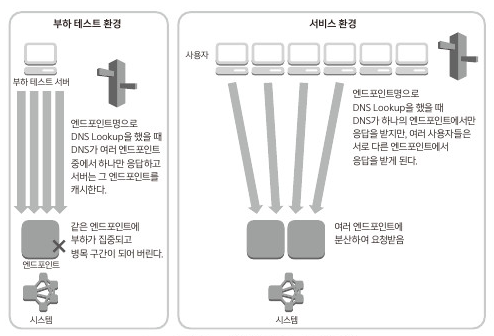 부하 테스트 환경
부하 테스트 서버
엔드포인트명으로
DNS Lookup을 했을 때
DNS가 여러 엔드포인트
중에서 하나만 응답하고
서버는 그 엔드포인트를
캐시한다.
같은 엔드포인트에
부하가 집중되고
병목 구간이 되어 버린다.
엔드포인트
시스템
서비스 환경
사용자
엔드포인트명으로
DNS Lookup을 했을 때
DNS가 하나의 엔드포인트에서만
응답을 받지만, 여러 사용자들은
서로 다른 엔드포인트에서
응답을 받게 된다.
여러 엔드포인트에
분산하여 요청받음
시스템